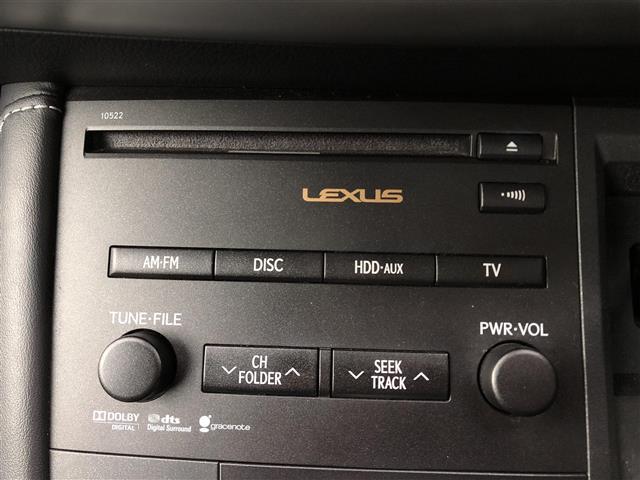 10522
LEXUS
AM·FM
DISC
HDD·AUX
TV
TUNE·FILE
PWR·VOL
CH
FOLDER
SEEK
TRACK
DOLBY
DIGITAL
dts
Digital Surround
gracenote